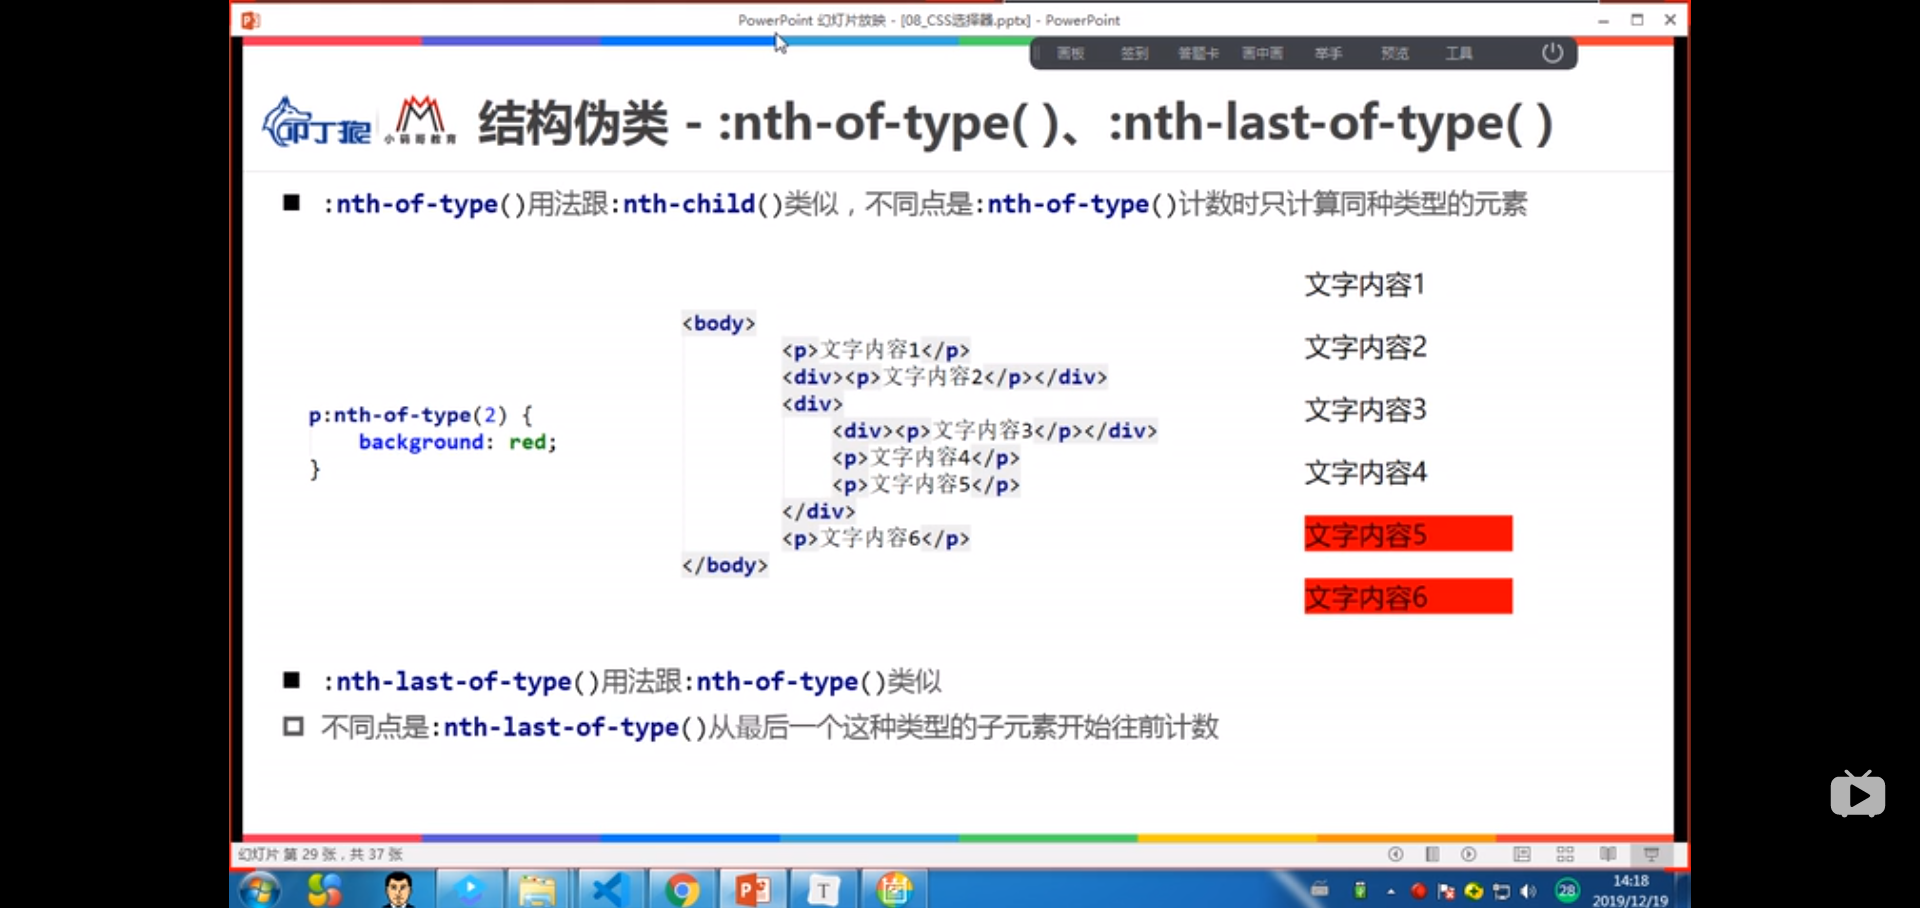 PowerPoint 幻灯片放映 - [08_CSS选择器.pptx] - PowerPoint
画板 签到 答题卡 画中画 举手 预览 工具
叩丁狼 小码哥教育
结构伪类 - :nth-of-type( )、:nth-last-of-type( )
:nth-of-type()用法跟:nth-child()类似，不同点是:nth-of-type()计数时只计算同种类型的元素
p:nth-of-type(2) {
background: red;
}
<body>
<p>文字内容1</p>
<div><p>文字内容2</p></div>
<div>
<div><p>文字内容3</p></div>
<p>文字内容4</p>
<p>文字内容5</p>
</div>
<p>文字内容6</p>
</body>
文字内容1
文字内容2
文字内容3
文字内容4
文字内容5
文字内容6
:nth-last-of-type()用法跟:nth-of-type()类似
不同点是:nth-last-of-type()从最后一个这种类型的子元素开始往前计数
幻灯片 第 29 张，共 37 张
T
28
14:18
2019/12/19